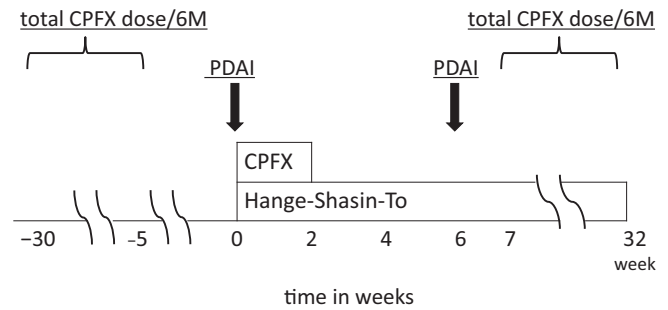 total CPFX dose/6M total CPFX dose/6M
PDAI PDAI
CPFX
Hange-Shasin-To
−30 -5 0 2 4 6 7 32
week
time in weeks